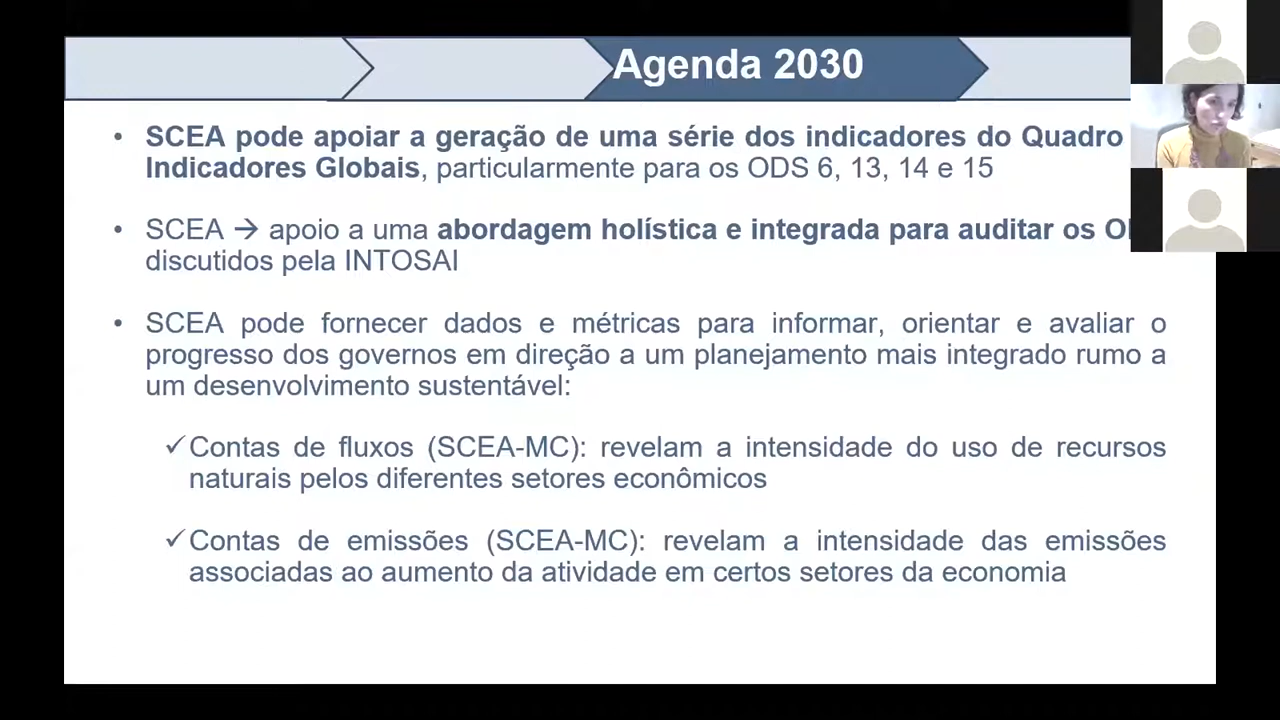 Agenda 2030
• SCEA pode apoiar a geração de uma série dos indicadores do Quadro
Indicadores Globais, particularmente para os ODS 6, 13, 14 e 15
• SCEA → apoio a uma abordagem holística e integrada para auditar os
discutidos pela INTOSAI
• SCEA pode fornecer dados e métricas para informar, orientar e avaliar o
progresso dos governos em direção a um planejamento mais integrado rumo a
um desenvolvimento sustentável:
✓Contas de fluxos (SCEA-MC): revelam a intensidade do uso de recursos
naturais pelos diferentes setores econômicos
✓Contas de emissões (SCEA-MC): revelam a intensidade das emissões
associadas ao aumento da atividade em certos setores da economia